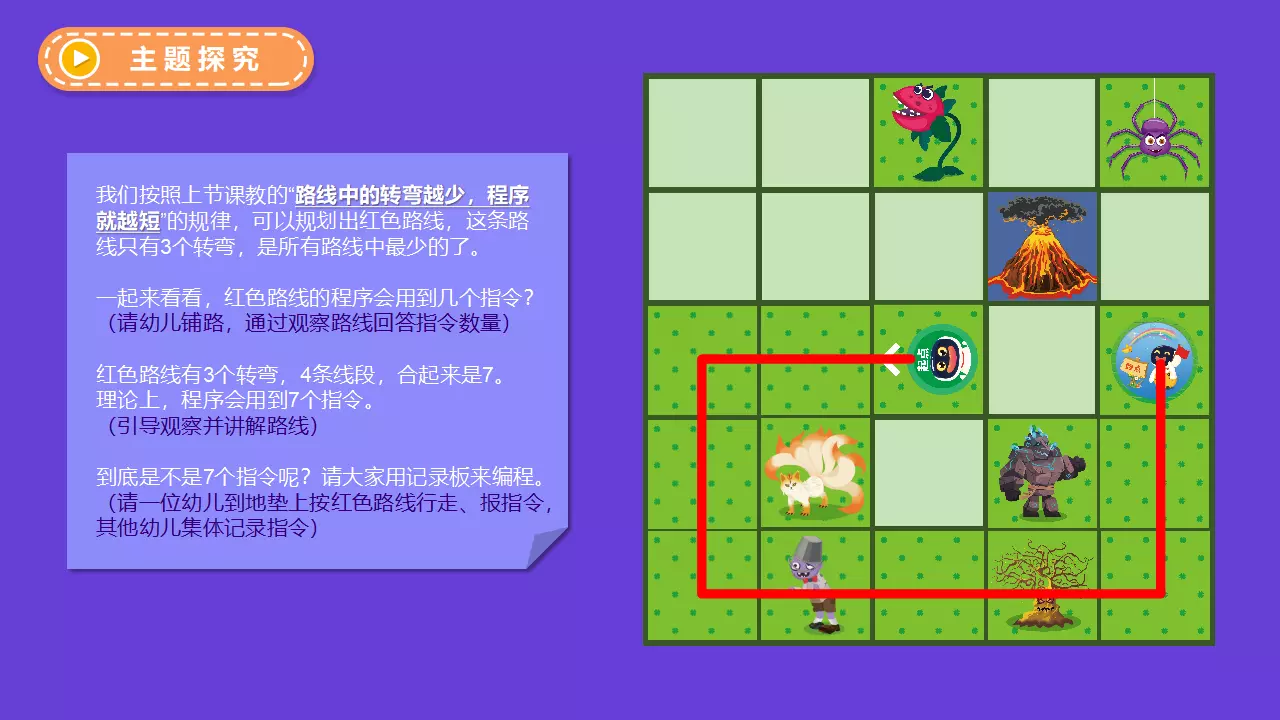 主题探究
我们按照上节课教的“路线中的转弯越少，程序
就越短”的规律，可以规划出红色路线，这条路
线只有3个转弯，是所有路线中最少的了。
一起来看看，红色路线的程序会用到几个指令？
（请幼儿铺路，通过观察路线回答指令数量）
红色路线有3个转弯，4条线段，合起来是7。
理论上，程序会用到7个指令。
（引导观察并讲解路线）
到底是不是7个指令呢？请大家用记录板来编程。
（请一位幼儿到地垫上按红色路线行走、报指令，
其他幼儿集体记录指令）
起点
终点